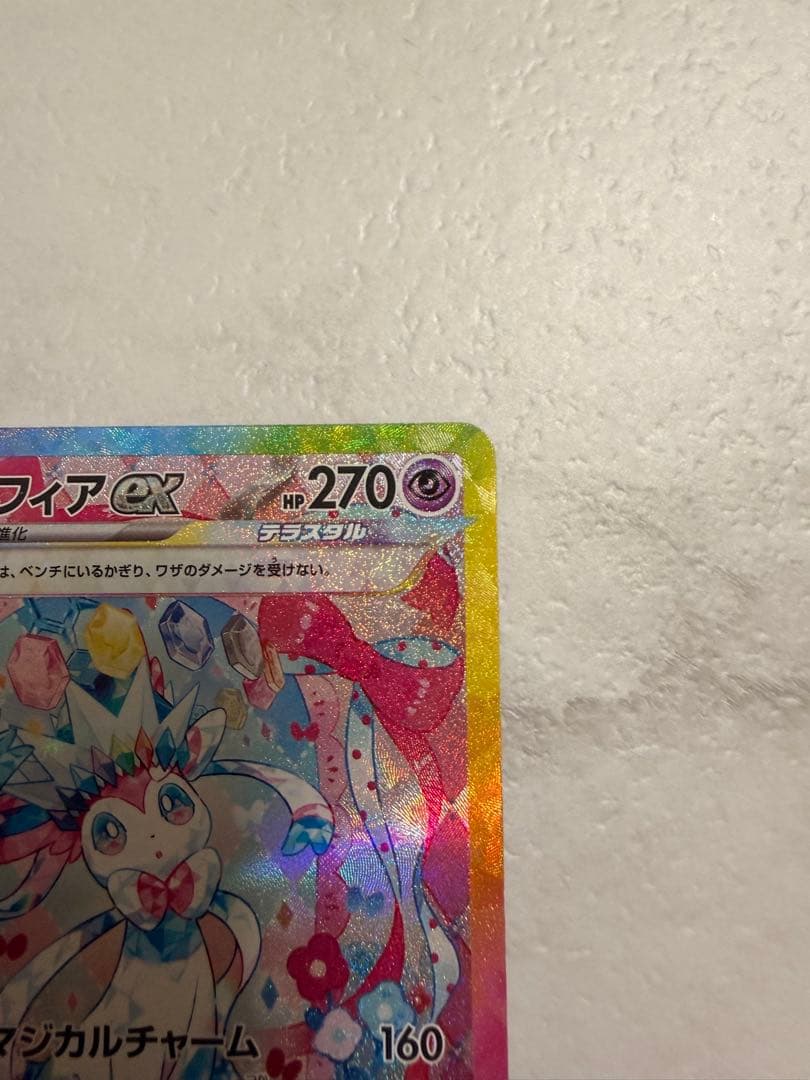 フィアex HP270
進化 テラスタル
は、ベンチにいるかぎり、ワザのダメージを受けない。
マジカルチャーム 160